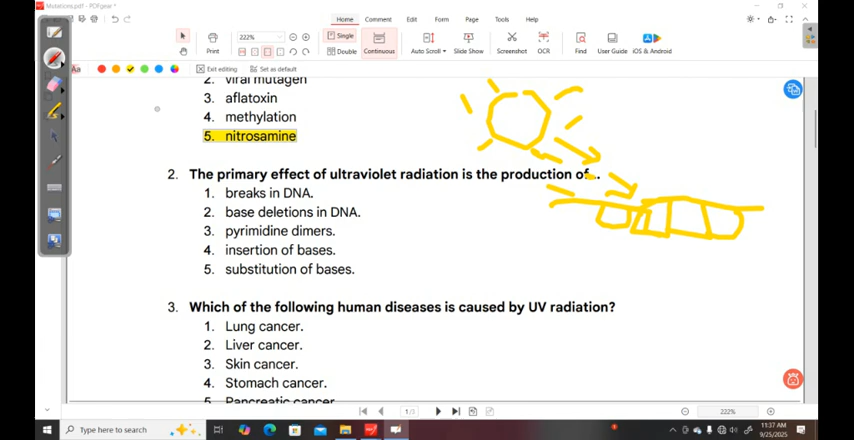 Mutations.pdf - PDFgear
Home Comment Edit Form Page Tools Help
222%
Single
Double
Print
Continuous
Auto Scroll
Slide Show
Screenshot
OCR
Find
User Guide
iOS & Android
Aa
Exit editing
Set as default
2. viral mutagen
3. aflatoxin
4. methylation
5. nitrosamine
2. The primary effect of ultraviolet radiation is the production of...
1. breaks in DNA.
2. base deletions in DNA.
3. pyrimidine dimers.
4. insertion of bases.
5. substitution of bases.
3. Which of the following human diseases is caused by UV radiation?
1. Lung cancer.
2. Liver cancer.
3. Skin cancer.
4. Stomach cancer.
5. Pancreatic cancer
1/3
222%
Type here to search
11:37 AM
9/25/2025